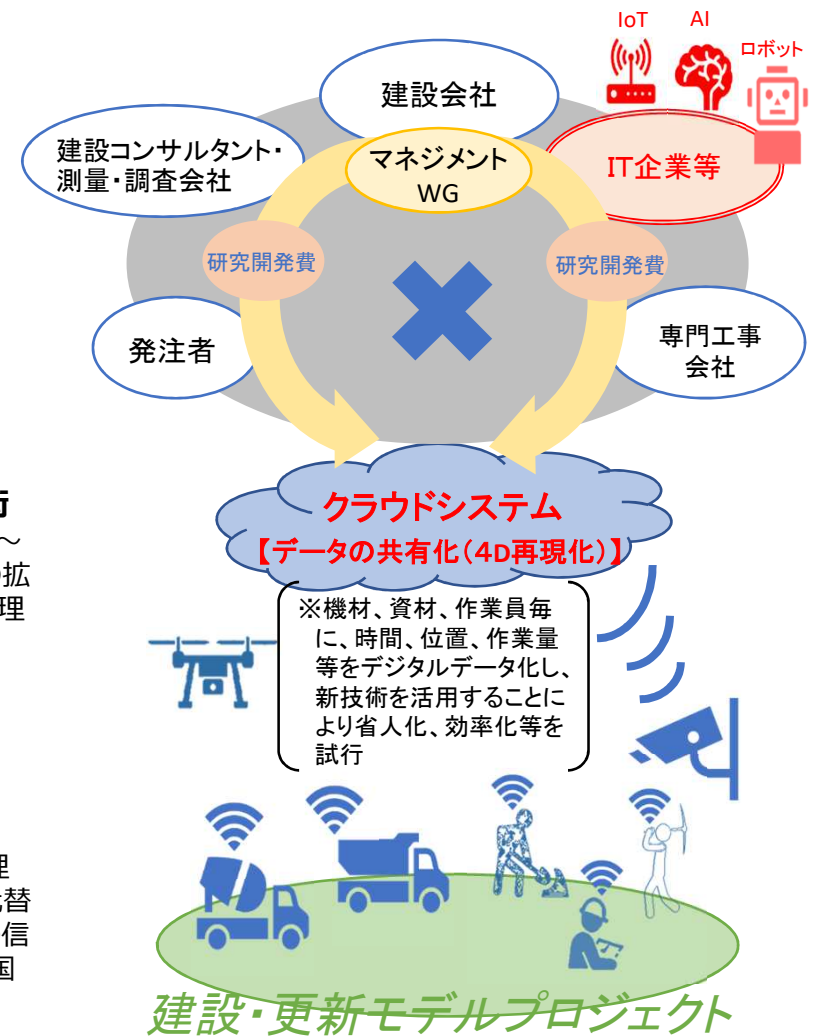 IoT
AI
ロボット
建設会社
建設コンサルタント・
測量・調査会社
マネジメント
WG
IT企業等
研究開発費
研究開発費
発注者
専門工事
会社
術
～
拡
理
クラウドシステム
【データの共有化（4D再現化）】
※機材、資材、作業員毎
に、時間、位置、作業量
等をデジタルデータ化し、
新技術を活用することに
より省人化、効率化等を
試行
理
替
信
国
建設・更新モデルプロジェクト